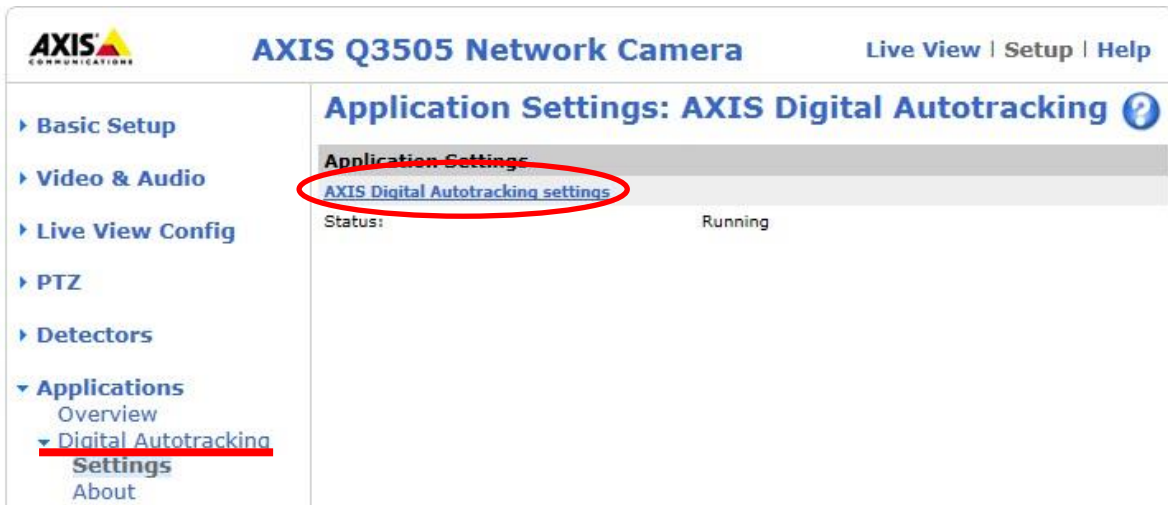 AXIS
COMMUNICATIONS
AXIS Q3505 Network Camera
Live View | Setup | Help
Basic Setup
Video & Audio
Live View Config
PTZ
Detectors
Applications
Overview
Digital Autotracking
Settings
About
Application Settings: AXIS Digital Autotracking
Application Settings
AXIS Digital Autotracking settings
Status: Running